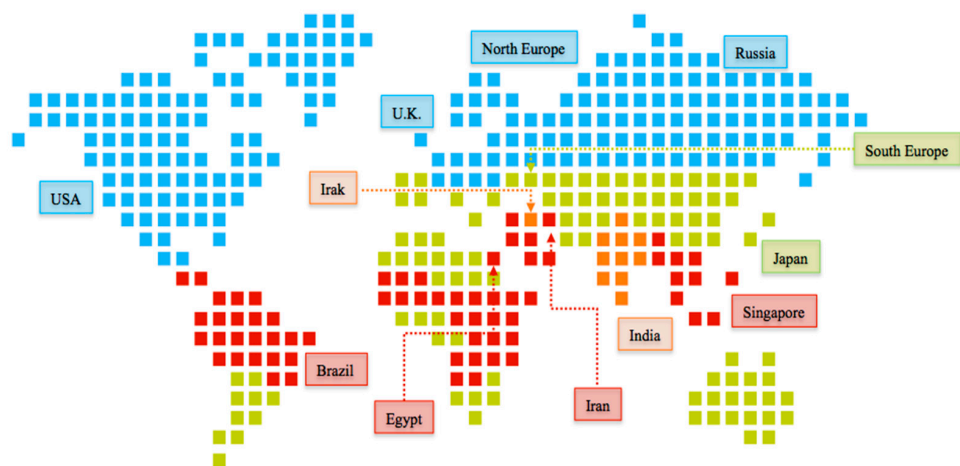 North Europe
Russia
U.K.
South Europe
Irak
USA
Japan
Singapore
India
Brazil
Egypt
Iran